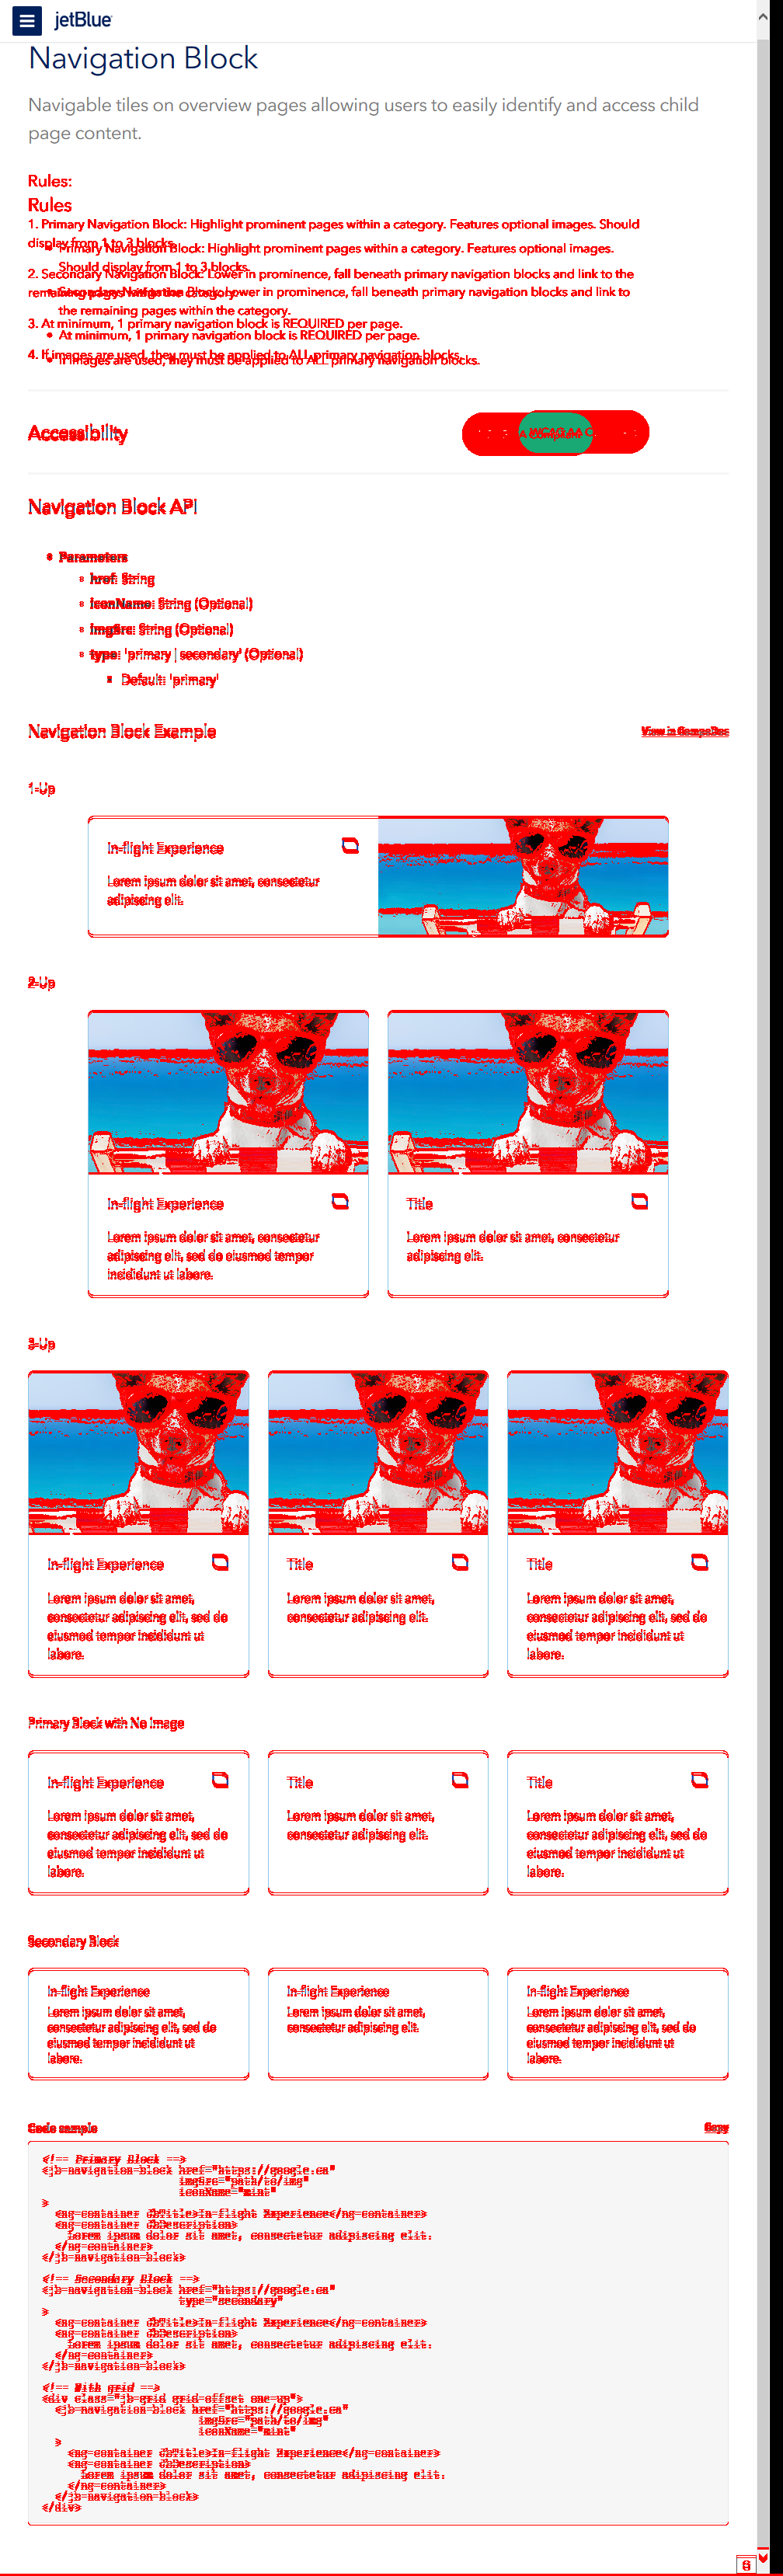 jetBlue
Navigation Block
Navigable tiles on overview pages allowing users to easily identify and access child
page content.
Rules:
Rules
1. Primary Navigation Block: Highlight prominent pages within a category. Features optional images. Should
display from 1 to 3 blocks.
Primary Navigation Block: Highlight prominent pages within a category. Features optional images.
Should display from 1 to 3 blocks.
2. Secondary Navigation Block: Lower in prominence, fall beneath primary navigation blocks and link to the
remaining pages within the category.
Secondary Navigation Block: Lower in prominence, fall beneath primary navigation blocks and link to
the remaining pages within the category.
3. At minimum, 1 primary navigation block is REQUIRED per page.
At minimum, 1 primary navigation block is REQUIRED per page.
4. If images are used, they must be applied to ALL primary navigation blocks.
If images are used, they must be applied to ALL primary navigation blocks.
Accessibility
A Compliant
WCAG AA C
Navigation Block API
Parameters
href: String
iconName: String (Optional)
imgSrc: String (Optional)
type: 'primary | secondary' (Optional)
Default: 'primary'
Navigation Block Example
1-Up
In-flight Experience
Lorem ipsum dolor sit amet, consectetur
adipiscing elit.
2-Up
In-flight Experience
Lorem ipsum dolor sit amet, consectetur
adipiscing elit, sed do eiusmod tempor
incididunt ut labore.
Title
Lorem ipsum dolor sit amet, consectetur
adipiscing elit.
3-Up
In-flight Experience
Lorem ipsum dolor sit amet,
consectetur adipiscing elit, sed do
eiusmod tempor incididunt ut
labore.
Title
Lorem ipsum dolor sit amet,
consectetur adipiscing elit.
Title
Lorem ipsum dolor sit amet,
consectetur adipiscing elit, sed do
eiusmod tempor incididunt ut
labore.
Primary Block with No Image
In-flight Experience
Lorem ipsum dolor sit amet,
consectetur adipiscing elit, sed do
eiusmod tempor incididunt ut
labore.
Title
Lorem ipsum dolor sit amet,
consectetur adipiscing elit.
Title
Lorem ipsum dolor sit amet,
consectetur adipiscing elit, sed do
eiusmod tempor incididunt ut
labore.
Secondary Block
In-flight Experience
Lorem ipsum dolor sit amet,
consectetur adipiscing elit, sed do
eiusmod tempor incididunt ut
labore.
In-flight Experience
Lorem ipsum dolor sit amet,
consectetur adipiscing elit.
In-flight Experience
Lorem ipsum dolor sit amet,
consectetur adipiscing elit, sed do
eiusmod tempor incididunt ut
labore.
Code sample
Copy
<!-- Primary Block -->
<jb-navigation-block href="https://google.ca"
imgSrc="path/to/img"
iconName="mint"
>
<ng-container jbTitle>In-flight Experience</ng-container>
<ng-container jbDescription>
Lorem ipsum dolor sit amet, consectetur adipiscing elit.
</ng-container>
</jb-navigation-block>
<!-- Secondary Block -->
<jb-navigation-block href="https://google.ca"
type="secondary"
>
<ng-container jbTitle>In-flight Experience</ng-container>
<ng-container jbDescription>
Lorem ipsum dolor sit amet, consectetur adipiscing elit.
</ng-container>
</jb-navigation-block>
<!-- With grid -->
<div class="jb-grid grid-offset one-up">
<jb-navigation-block href="https://google.ca"
imgSrc="path/to/img"
iconName="mint"
>
<ng-container jbTitle>In-flight Experience</ng-container>
<ng-container jbDescription>
Lorem ipsum dolor sit amet, consectetur adipiscing elit.
</ng-container>
</jb-navigation-block>
</div>